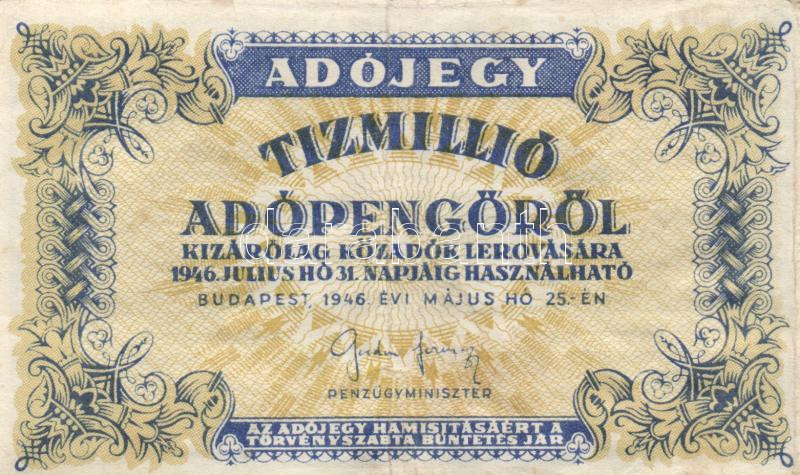 ADÓJEGY
TIZMILLIÓ
ADÓPENGŐRŐL
KIZÁRÓLAG KÖZADÓK LEROVÁSÁRA
1946. JULIUS HÓ 31. NAPJÁIG HASZNÁLHATÓ
BUDAPEST, 1946. ÉVI MÁJUS HÓ 25.-ÉN
PÉNZÜGYMINISZTER
AZ ADÓJEGY HAMISITÁSAÉRT A
TÖRVÉNYSZABTA BÜNTETÉS JÁR